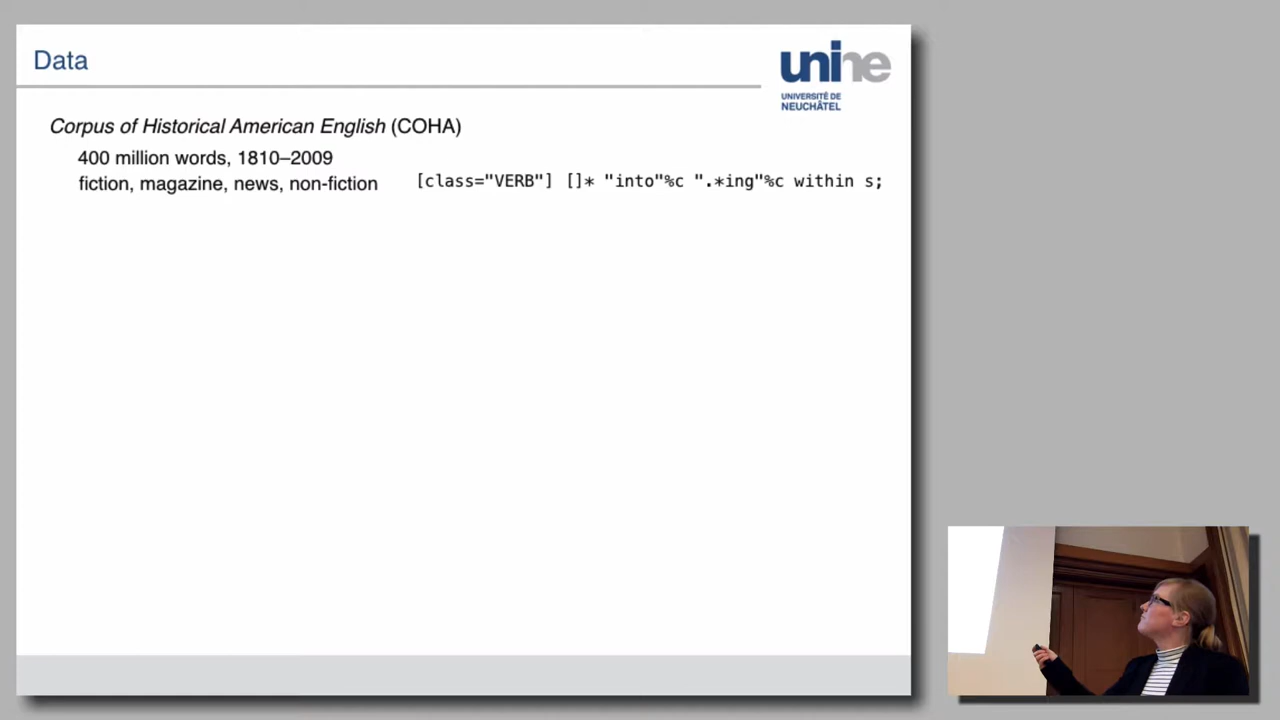 Data
unine
UNIVERSITÉ DE
NEUCHÂTEL
Corpus of Historical American English (COHA)
400 million words, 1810–2009
fiction, magazine, news, non-fiction
[class="VERB"] []* "into"%c ".*ing"%c within s;